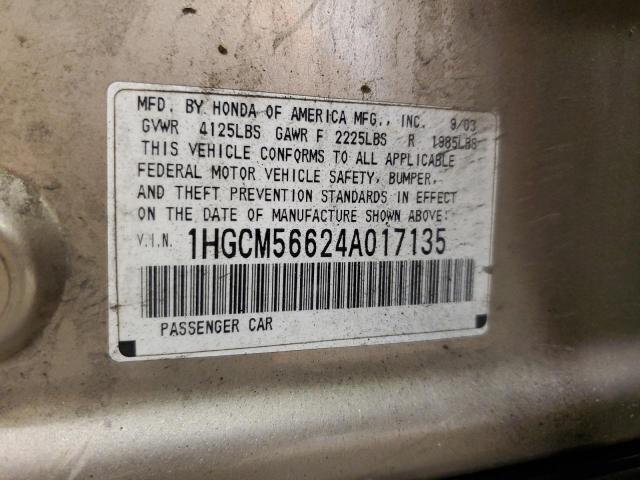 MFD. BY HONDA OF AMERICA MFG., INC. 9/03
GVWR 4125LBS GAWR F 2225LBS R 1985LBS
THIS VEHICLE CONFORMS TO ALL APPLICABLE
FEDERAL MOTOR VEHICLE SAFETY, BUMPER,
AND THEFT PREVENTION STANDARDS IN EFFECT
ON THE DATE OF MANUFACTURE SHOWN ABOVE:
V.I.N. 1HGCM56624A017135
PASSENGER CAR